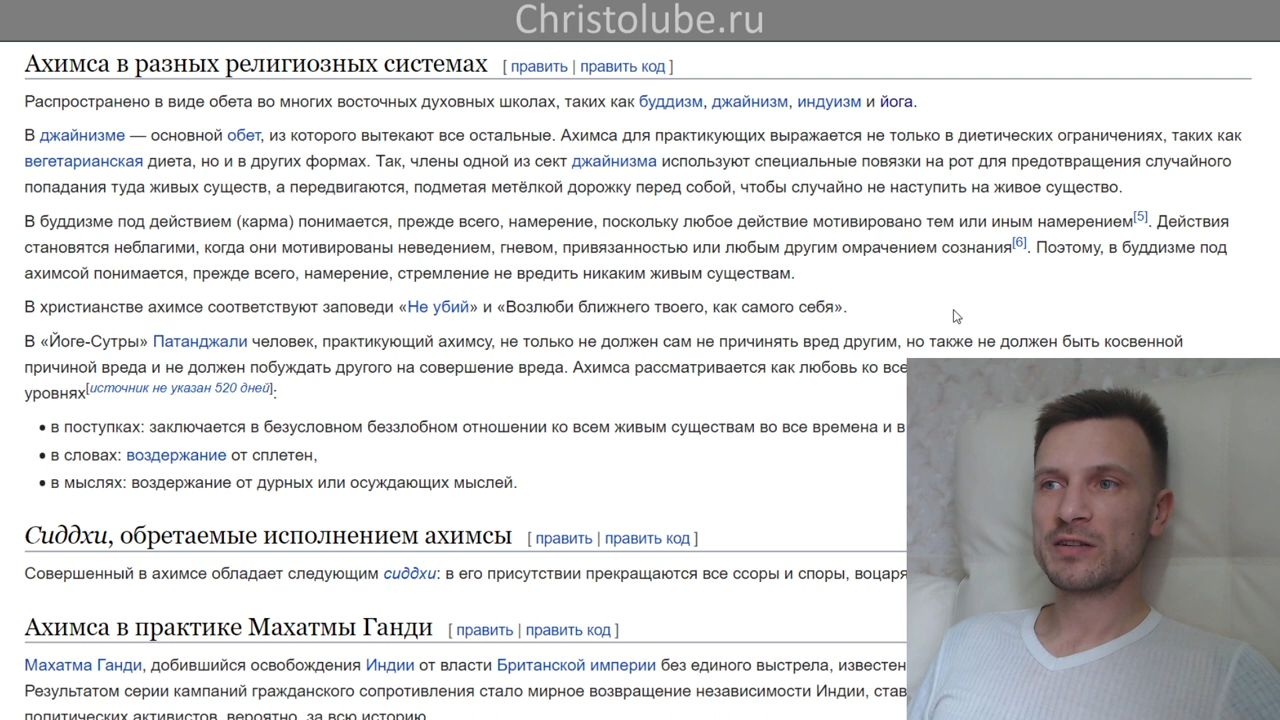 Christolube.ru
Ахимса в разных религиозных системах [ править | править код ]
Распространено в виде обета во многих восточных духовных школах, таких как буддизм, джайнизм, индуизм и йога.
В джайнизме — основной обет, из которого вытекают все остальные. Ахимса для практикующих выражается не только в диетических ограничениях, таких как
вегетарианская диета, но и в других формах. Так, члены одной из сект джайнизма используют специальные повязки на рот для предотвращения случайного
попадания туда живых существ, а передвигаются, подметая метёлкой дорожку перед собой, чтобы случайно не наступить на живое существо.
В буддизме под действием (карма) понимается, прежде всего, намерение, поскольку любое действие мотивировано тем или иным намерением[5]. Действия
становятся неблагими, когда они мотивированы неведением, гневом, привязанностью или любым другим омрачением сознания[6]. Поэтому, в буддизме под
ахимсой понимается, прежде всего, намерение, стремление не вредить никаким живым существам.
В христианстве ахимсе соответствуют заповеди «Не убий» и «Возлюби ближнего твоего, как самого себя».
В «Йоге-Сутры» Патанджали человек, практикующий ахимсу, не только не должен сам не причинять вред другим, но также не должен быть косвенной
причиной вреда и не должен побуждать другого на совершение вреда. Ахимса рассматривается как любовь ко все
уровнях[источник не указан 520 дней]:
• в поступках: заключается в безусловном беззлобном отношении ко всем живым существам во все времена и в
• в словах: воздержание от сплетен,
• в мыслях: воздержание от дурных или осуждающих мыслей.
Сиддхи, обретаемые исполнением ахимсы [ править | править код ]
Совершенный в ахимсе обладает следующим сиддхи: в его присутствии прекращаются все ссоры и споры, воцаря
Ахимса в практике Махатмы Ганди [ править | править код ]
Махатма Ганди, добившийся освобождения Индии от власти Британской империи без единого выстрела, известен
Результатом серии кампаний гражданского сопротивления стало мирное возвращение независимости Индии, став
политических активистов, вероятно, за всю историю.